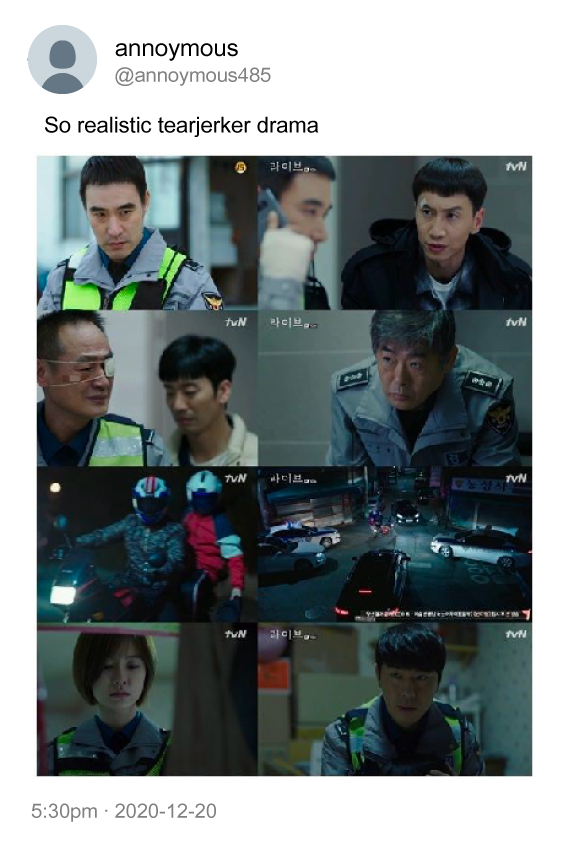 annoymous
@annoymous485
So realistic tearjerker drama
라이브 tvN
tvN 라이브 tvN
tvN 라이브 tvN
tvN 라이브 tvN
5:30pm · 2020-12-20